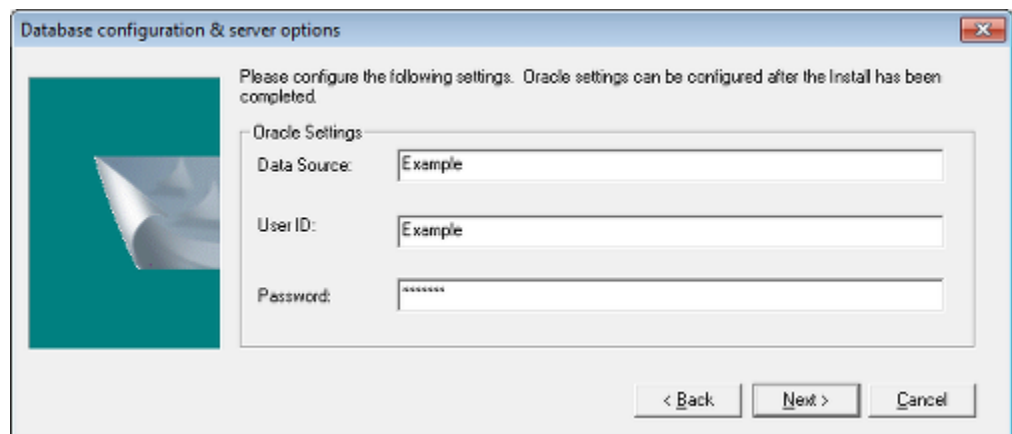 Database configuration & server options
Please configure the following settings. Oracle settings can be configured after the Install has been
completed.
Oracle Settings
Data Source:
Example
User ID:
Example
Password:
*******
< Back
Next >
Cancel